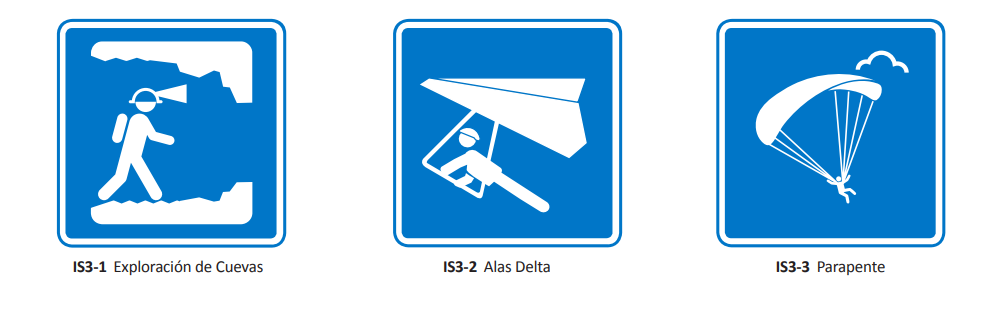 IS3-1 Exploración de Cuevas
IS3-2 Alas Delta
IS3-3 Parapente